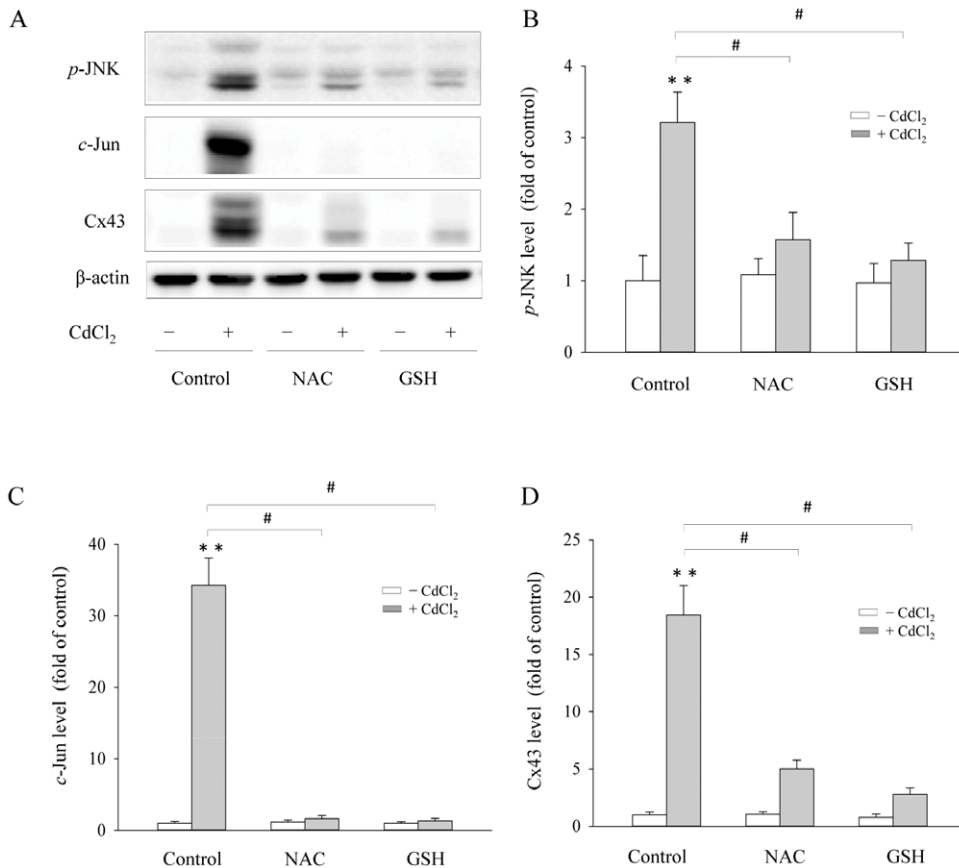 A
p-JNK
c-Jun
Cx43
β-actin
CdCl₂ − + − + − +
Control NAC GSH
B
#
#
**
− CdCl₂
+ CdCl₂
p-JNK level (fold of control)
4
3
2
1
0
Control NAC GSH
C
#
#
**
− CdCl₂
+ CdCl₂
c-Jun level (fold of control)
40
30
20
10
0
Control NAC GSH
D
#
#
**
− CdCl₂
+ CdCl₂
Cx43 level (fold of control)
25
20
15
10
5
0
Control NAC GSH